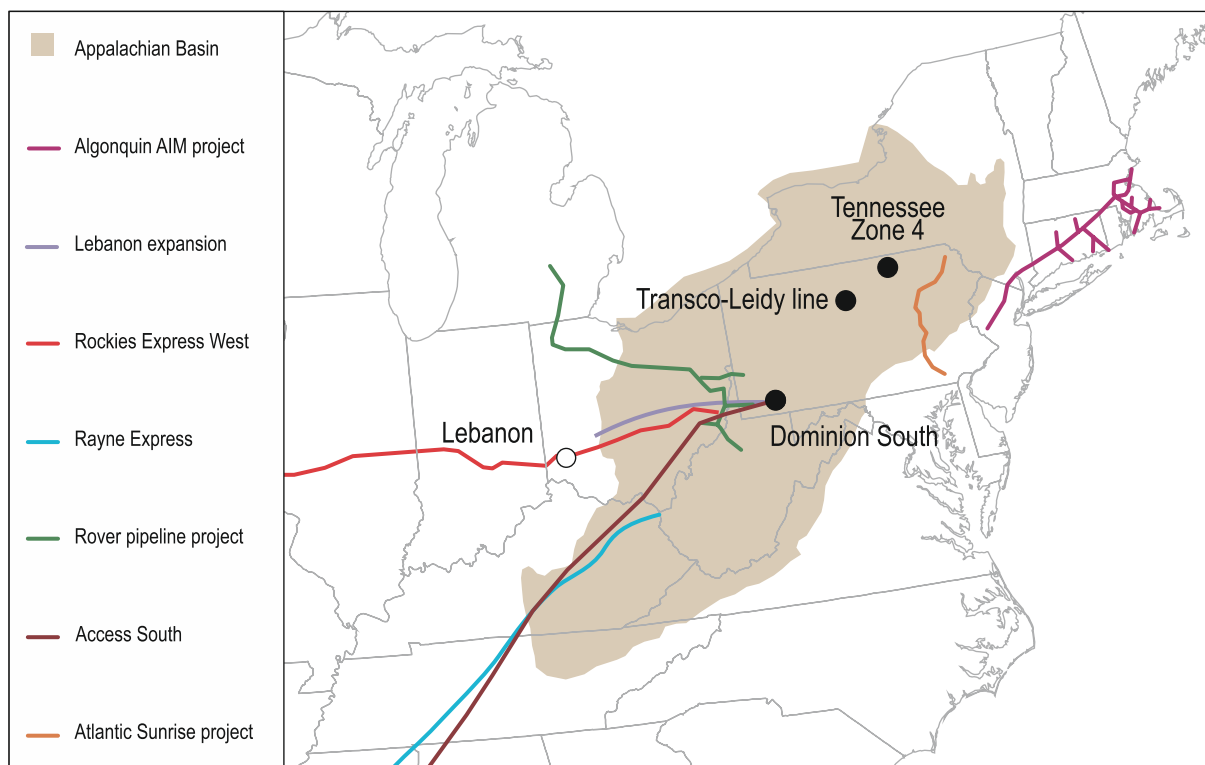 Appalachian Basin
Algonquin AIM project
Lebanon expansion
Rockies Express West
Rayne Express
Rover pipeline project
Access South
Atlantic Sunrise project
Tennessee
Zone 4
Transco-Leidy line
Dominion South
Lebanon